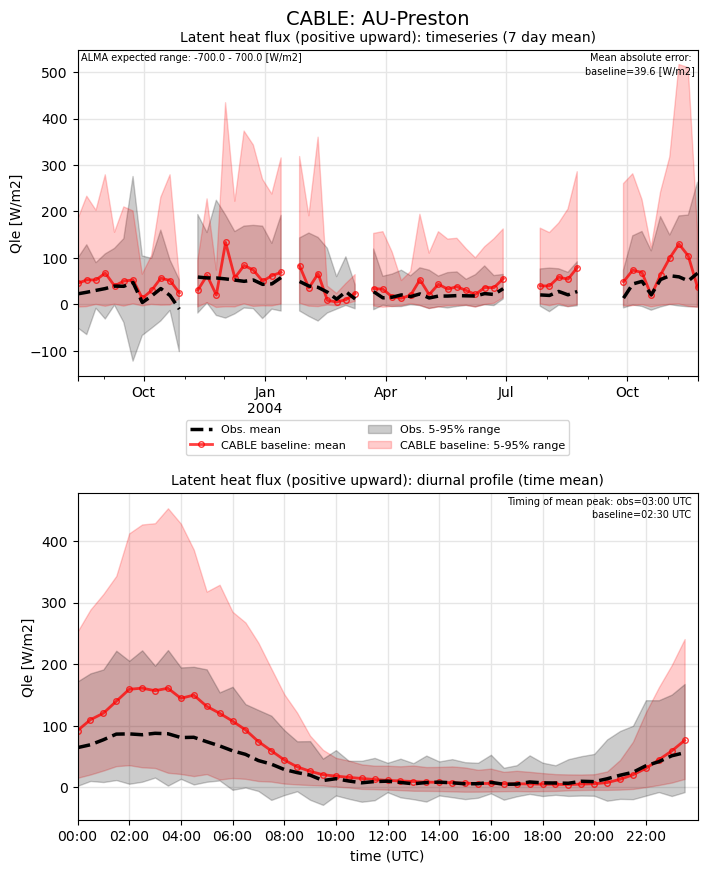 CABLE: AU-Preston
Latent heat flux (positive upward): timeseries (7 day mean)
ALMA expected range: -700.0 - 700.0 [W/m2]
Mean absolute error:
baseline=39.6 [W/m2]
500
400
300
200
100
0
−100
Qle [W/m2]
Oct
Jan
2004
Apr
Jul
Oct
Obs. mean
CABLE baseline: mean
Obs. 5-95% range
CABLE baseline: 5-95% range
Latent heat flux (positive upward): diurnal profile (time mean)
Timing of mean peak: obs=03:00 UTC
baseline=02:30 UTC
400
300
200
100
0
Qle [W/m2]
00:00
02:00
04:00
06:00
08:00
10:00
12:00
14:00
16:00
18:00
20:00
22:00
time (UTC)